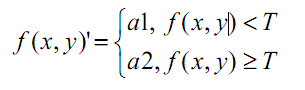 f(x,y)'= { a1, f(x,y) < T
a2, f(x,y) ≥ T